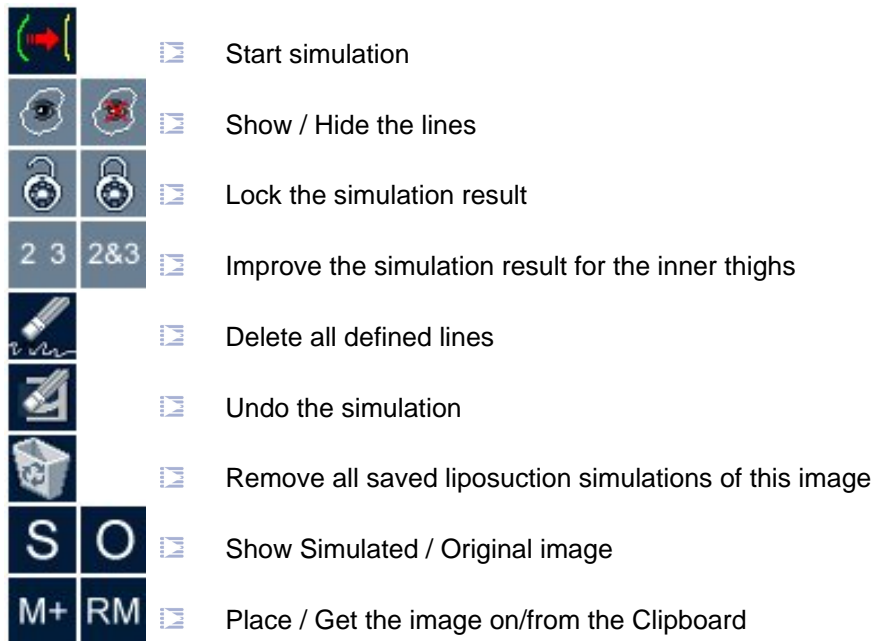 Start simulation
Show / Hide the lines
Lock the simulation result
2 3 2&3 Improve the simulation result for the inner thighs
Delete all defined lines
Undo the simulation
Remove all saved liposuction simulations of this image
S O Show Simulated / Original image
M+ RM Place / Get the image on/from the Clipboard